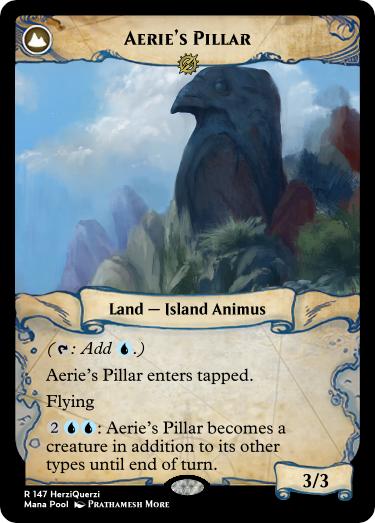 AERIE'S PILLAR
Land — Island Animus
(: Add .)
Aerie's Pillar enters tapped.
Flying
2 : Aerie's Pillar becomes a
creature in addition to its other
types until end of turn.
3/3
R 147 HerziQuerzi
Mana Pool PRATHAMESH MORE